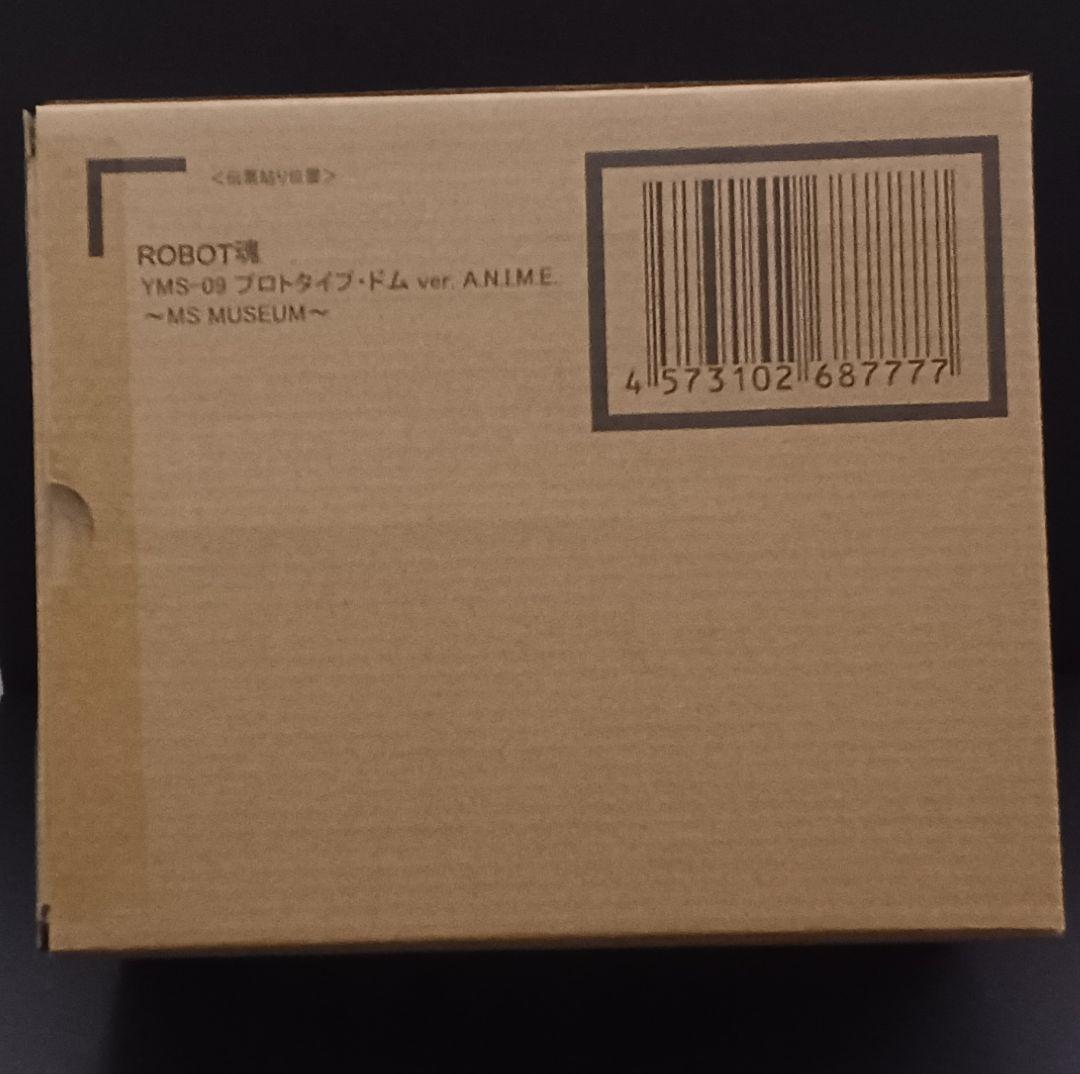 <伝票貼り位置>
ROBOT魂
YMS-09 プロトタイプ・ドム ver. A.N.I.M.E.
〜MS MUSEUM〜
4 573102 687777